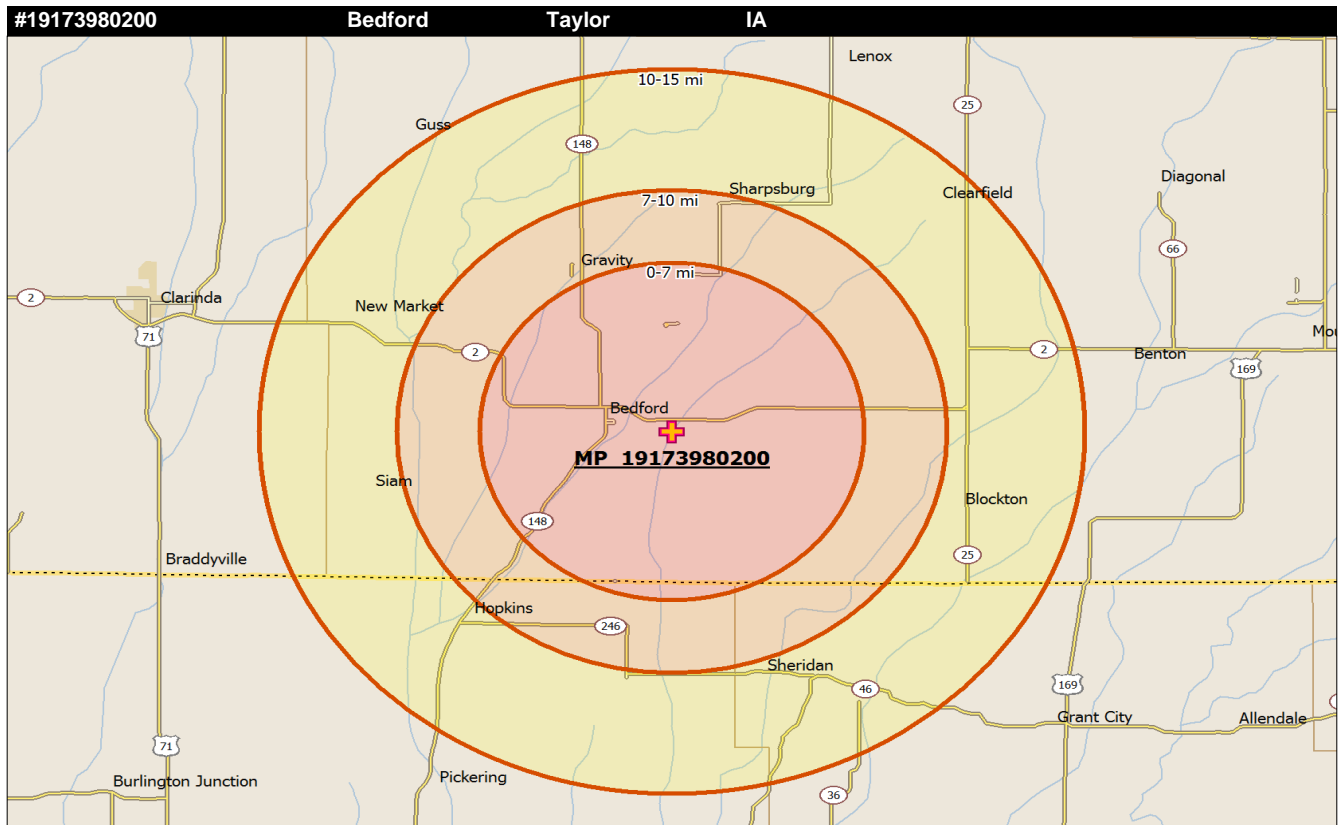 #19173980200 Bedford Taylor IA
Lenox
10-15 mi
25
Guss
148
Diagonal
Sharpsburg
Clearfield
7-10 mi
66
Gravity
0-7 mi
2
Clarinda
New Market
71
2
2
Benton
Mou
169
Bedford
MP 19173980200
Siam
Blockton
148
25
Braddyville
Hopkins
246
Sheridan
46
169
Grant City
Allendale
71
Pickering
Burlington Junction
36